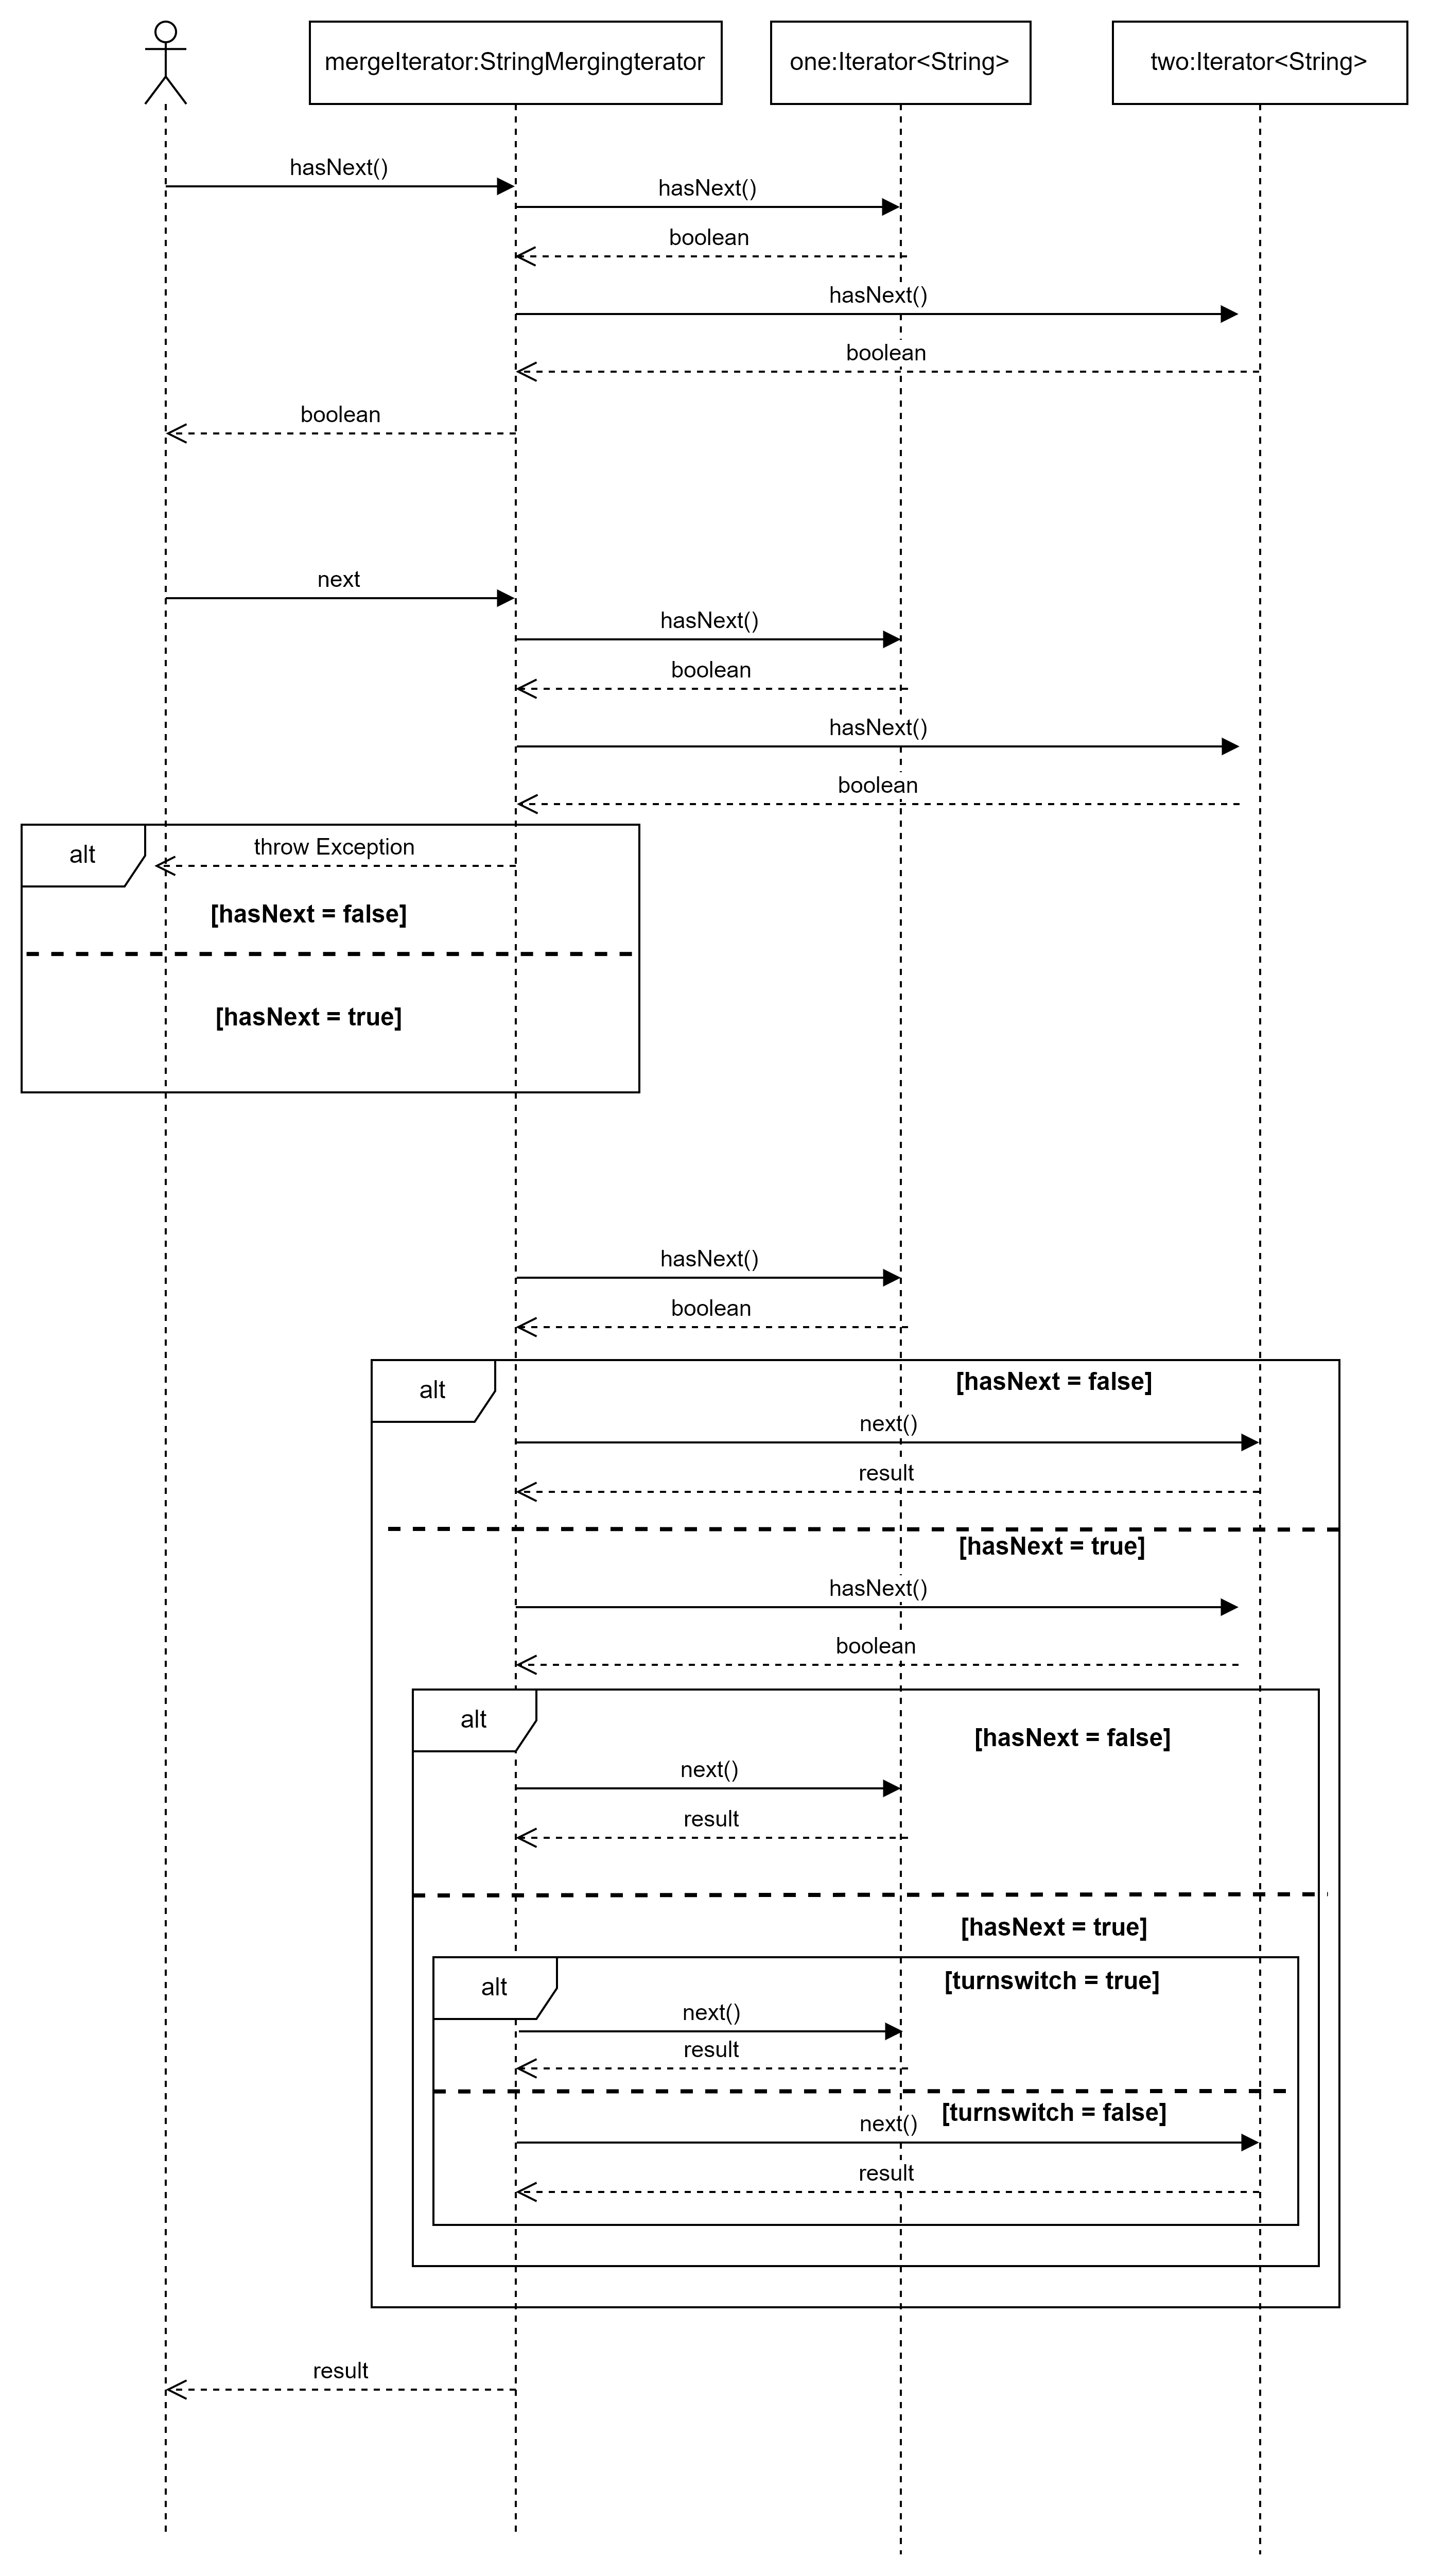 mergeIterator:StringMergingterator
one:Iterator<String>
two:Iterator<String>
hasNext()
hasNext()
boolean
hasNext()
boolean
boolean
next
hasNext()
boolean
hasNext()
boolean
alt
throw Exception
[hasNext = false]
[hasNext = true]
hasNext()
boolean
alt
[hasNext = false]
next()
result
[hasNext = true]
hasNext()
boolean
alt
[hasNext = false]
next()
result
[hasNext = true]
alt
[turnswitch = true]
next()
result
[turnswitch = false]
next()
result
result